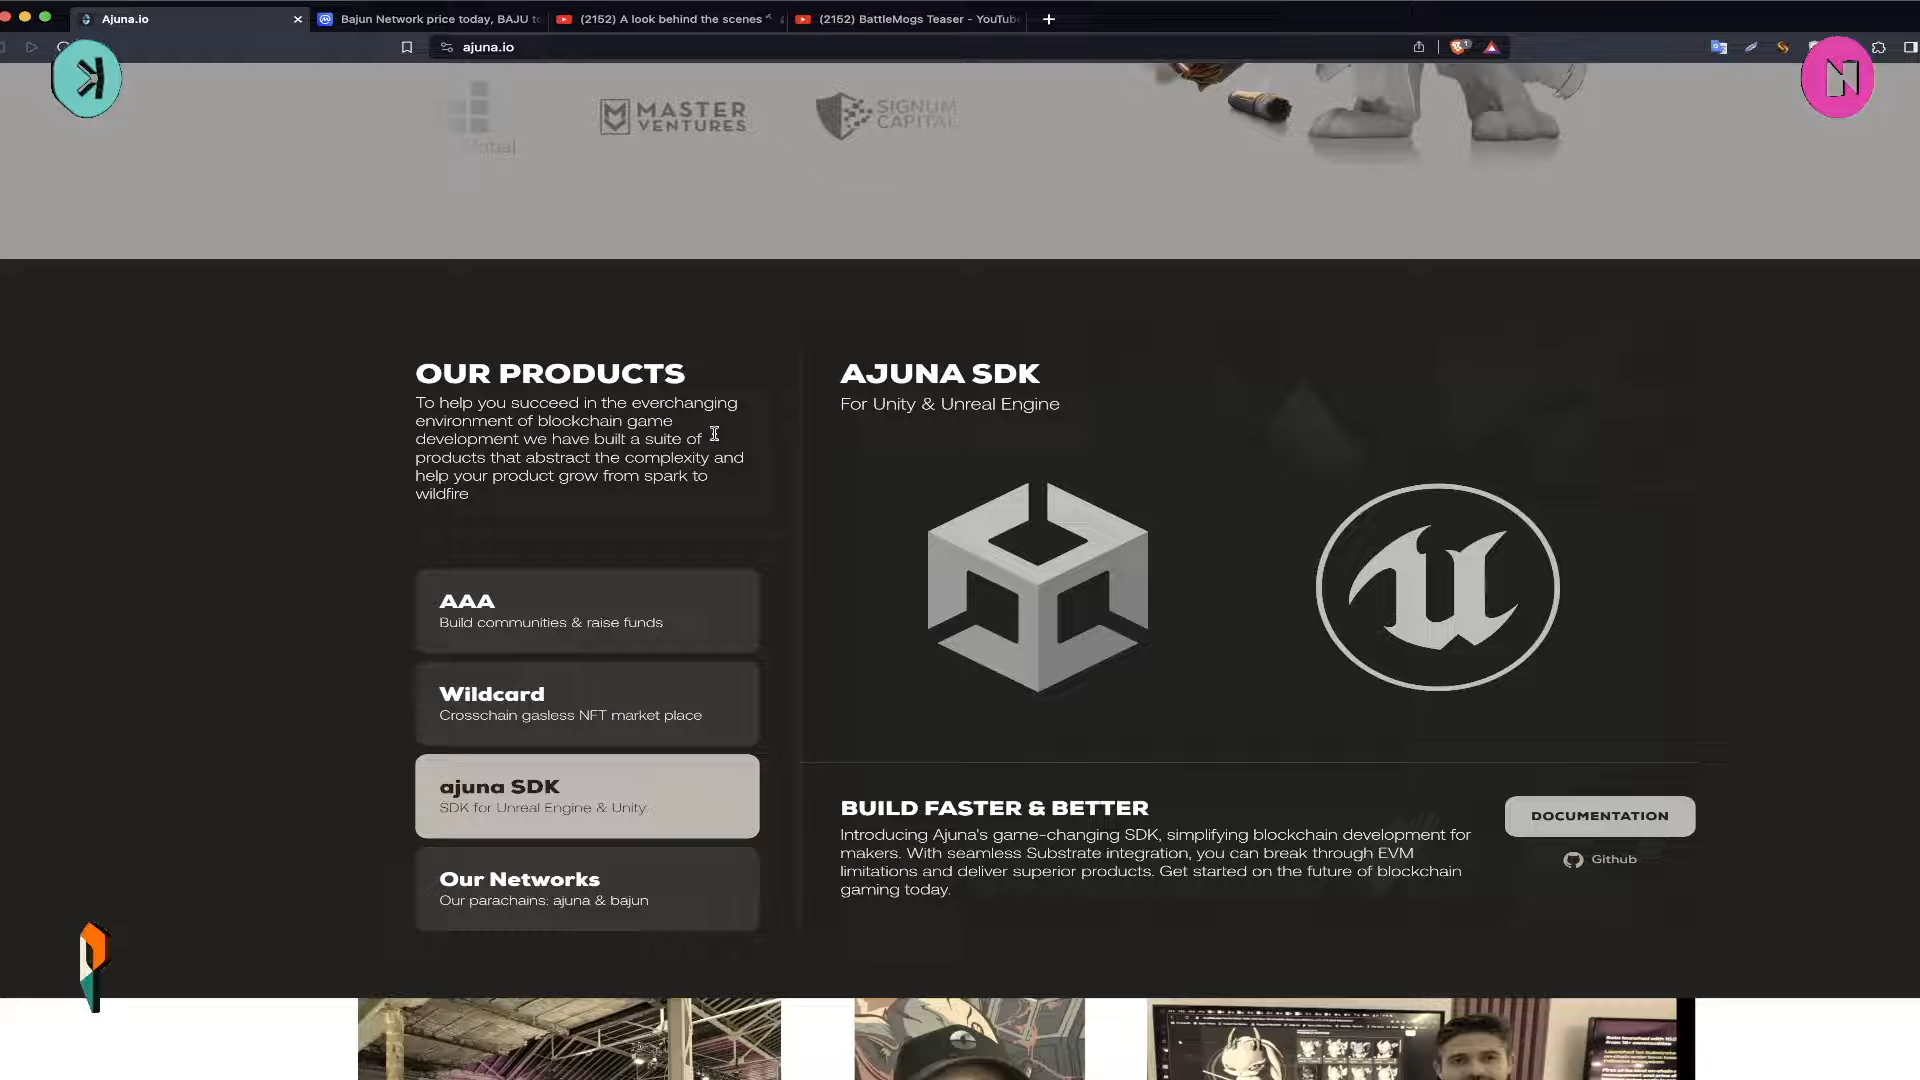 Ajuna.io
Bajun Network price today, BAJU to
(2152) A look behind the scenes
(2152) BattleMogs Teaser - YouTube
ajuna.io
MASTER
VENTURES
SIGNUM
CAPITAL
OUR PRODUCTS
To help you succeed in the everchanging
environment of blockchain game
development we have built a suite of
products that abstract the complexity and
help your product grow from spark to
wildfire
AAA
Build communities & raise funds
Wildcard
Crosschain gasless NFT market place
ajuna SDK
SDK for Unreal Engine & Unity
Our Networks
Our parachains: ajuna & bajun
AJUNA SDK
For Unity & Unreal Engine
BUILD FASTER & BETTER
Introducing Ajuna's game-changing SDK, simplifying blockchain development for
makers. With seamless Substrate integration, you can break through EVM
limitations and deliver superior products. Get started on the future of blockchain
gaming today.
DOCUMENTATION
Github